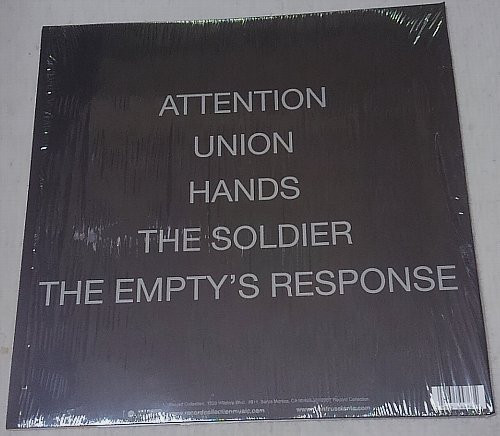 ATTENTION
UNION
HANDS
THE SOLDIER
THE EMPTY'S RESPONSE